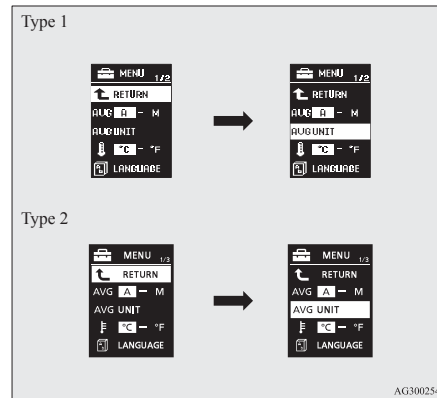 Type 1
MENU 1/2
RETURN
AVG A - M
AVG UNIT
°C - °F
LANGUAGE
MENU 1/2
RETURN
AVG A - M
AVG UNIT
°C - °F
LANGUAGE
Type 2
MENU 1/3
RETURN
AVG A - M
AVG UNIT
°C - °F
LANGUAGE
MENU 1/3
RETURN
AVG A - M
AVG UNIT
°C - °F
LANGUAGE
AG300254